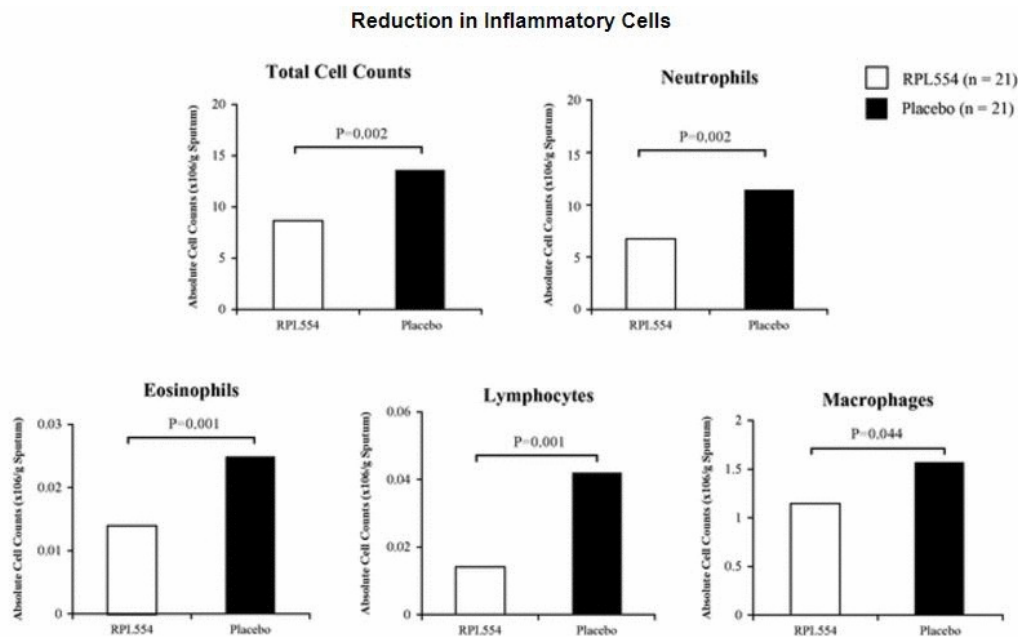 Reduction in Inflammatory Cells
Total Cell Counts
Absolute Cell Counts (x106/g Sputum)
20
15
10
5
0
P=0.002
RPL554
Placebo
Neutrophils
Absolute Cell Counts (x106/g Sputum)
20
15
10
5
0
P=0.002
RPL554
Placebo
RPL554 (n = 21)
Placebo (n = 21)
Eosinophils
Absolute Cell Counts (x106/g Sputum)
0.03
0.02
0.01
0
P=0.001
RPL554
Placebo
Lymphocytes
Absolute Cell Counts (x106/g Sputum)
0.06
0.04
0.02
0
P=0.001
RPL554
Placebo
Macrophages
Absolute Cell Counts (x106/g Sputum)
2
1.5
1
0.5
0
P=0.044
RPL554
Placebo